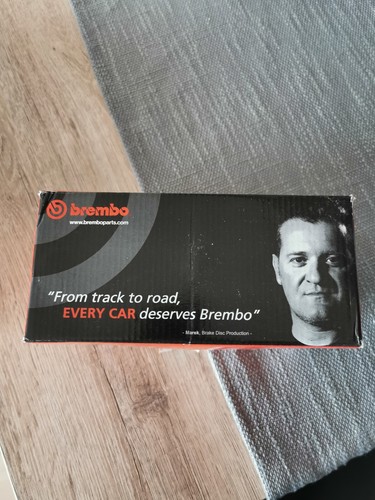 brembo
www.bremboparts.com
“From track to road,
EVERY CAR deserves Brembo”
- Marek, Brake Disc Production -